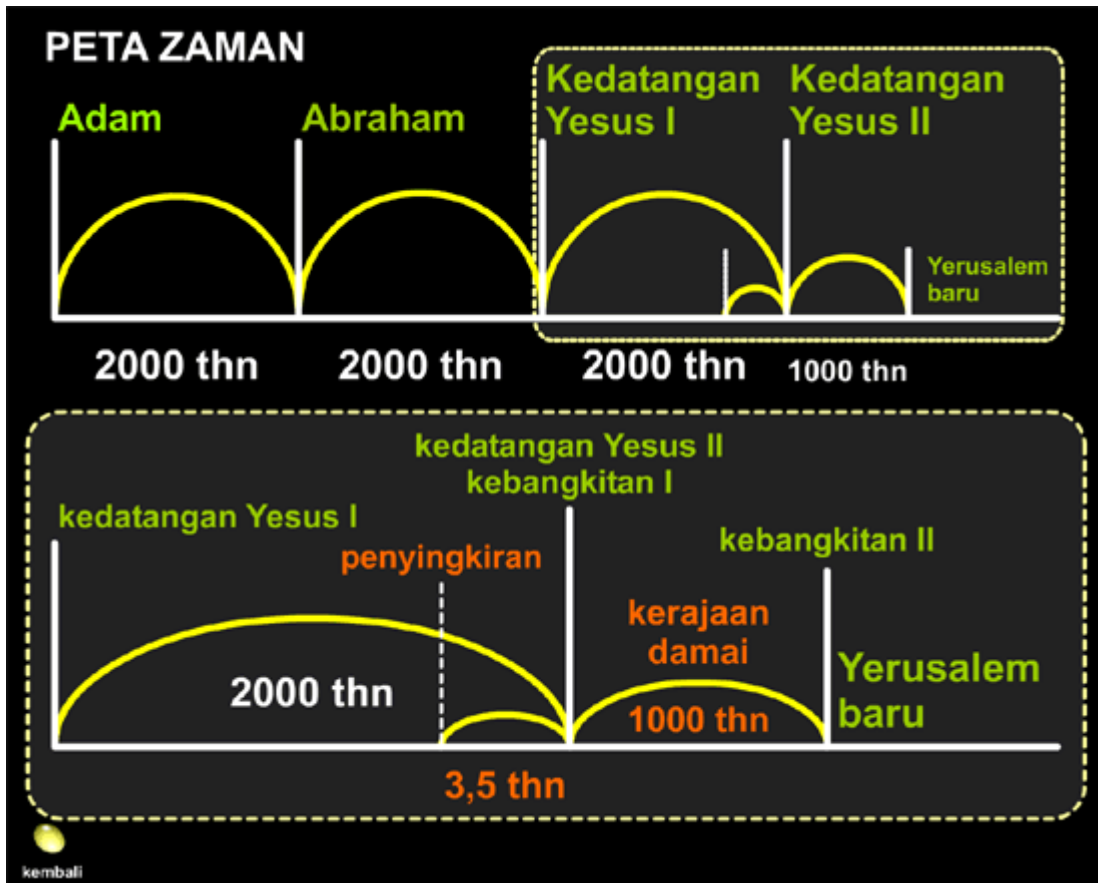 PETA ZAMAN
Adam
Abraham
Kedatangan
Yesus I
Kedatangan
Yesus II
Yerusalem
baru
2000 thn
2000 thn
2000 thn
1000 thn
kedatangan Yesus II
kebangkitan I
kedatangan Yesus I
penyingkiran
kebangkitan II
kerajaan
damai
1000 thn
2000 thn
Yerusalem
baru
3,5 thn
kembali